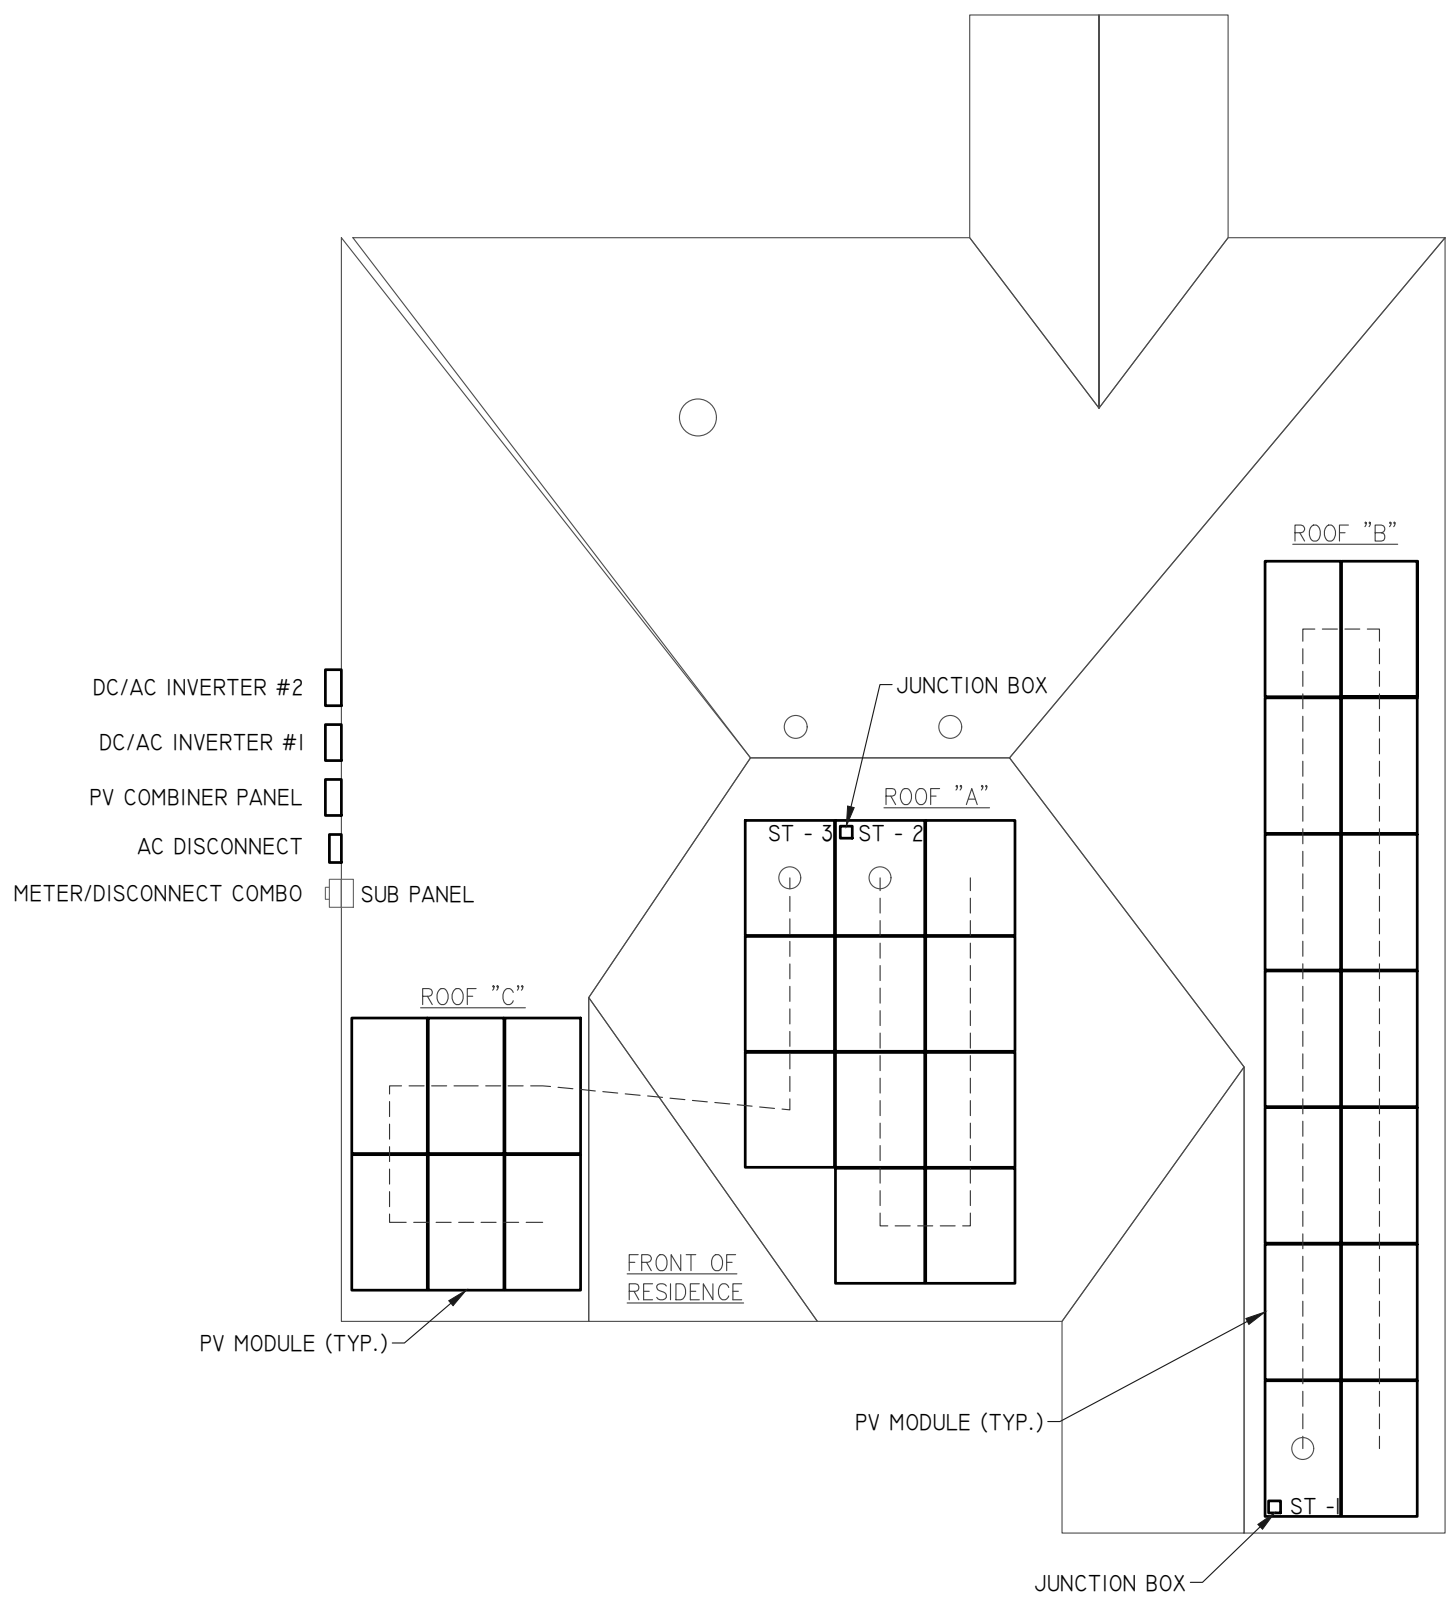 ROOF "B"
DC/AC INVERTER #2
JUNCTION BOX
DC/AC INVERTER #1
PV COMBINER PANEL
ROOF "A"
ST - 3
ST - 2
AC DISCONNECT
METER/DISCONNECT COMBO
SUB PANEL
ROOF "C"
FRONT OF
RESIDENCE
PV MODULE (TYP.)
PV MODULE (TYP.)
ST -1
JUNCTION BOX